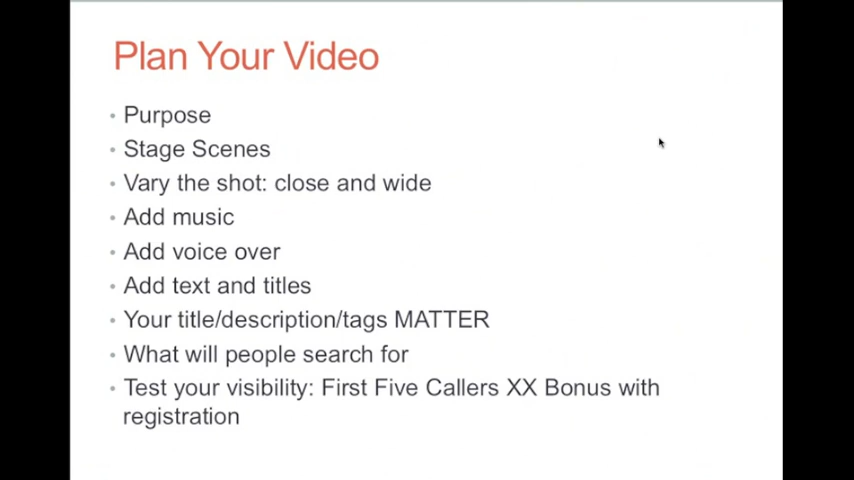 Plan Your Video
• Purpose
• Stage Scenes
• Vary the shot: close and wide
• Add music
• Add voice over
• Add text and titles
• Your title/description/tags MATTER
• What will people search for
• Test your visibility: First Five Callers XX Bonus with
registration